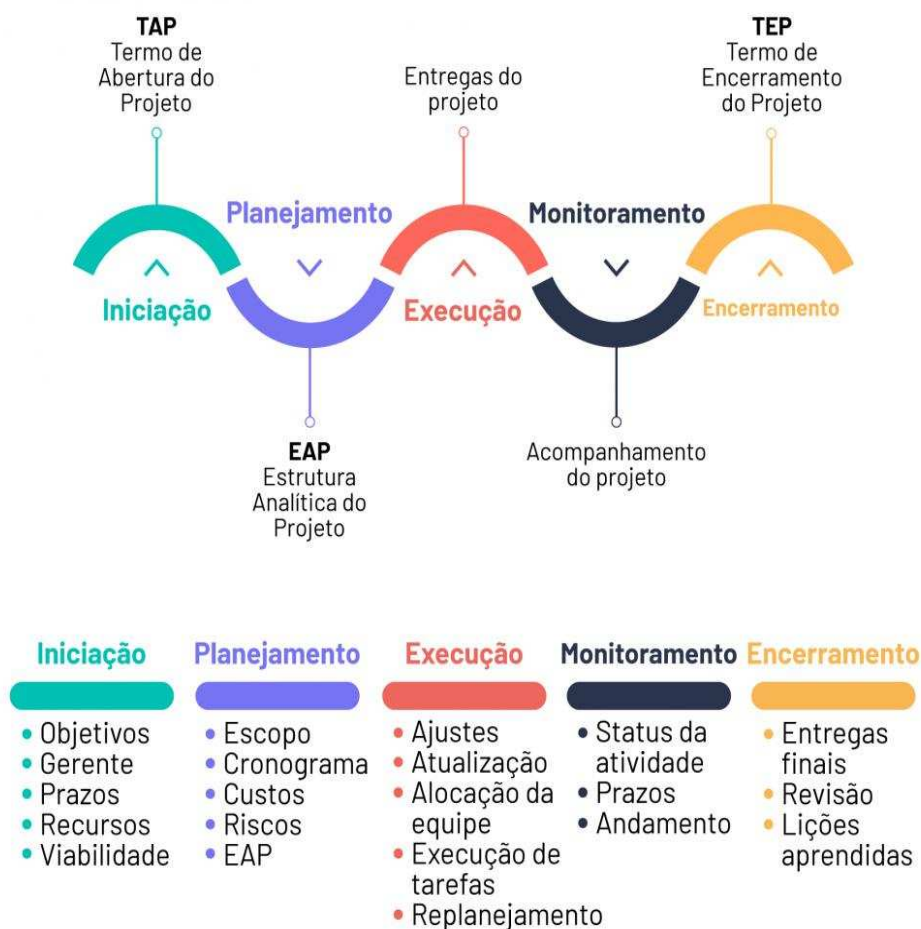 TAP
Termo de
Abertura do
Projeto
Entregas do
projeto
TEP
Termo de
Encerramento
do Projeto
Planejamento
Monitoramento
Iniciação
Execução
Encerramento
EAP
Estrutura
Analítica do
Projeto
Acompanhamento
do projeto
Iniciação
• Objetivos
• Gerente
• Prazos
• Recursos
• Viabilidade
Planejamento
• Escopo
• Cronograma
• Custos
• Riscos
• EAP
Execução
• Ajustes
• Atualização
• Alocação da
equipe
• Execução de
tarefas
• Replanejamento
Monitoramento
• Status da
atividade
• Prazos
• Andamento
Encerramento
• Entregas
finais
• Revisão
• Lições
aprendidas